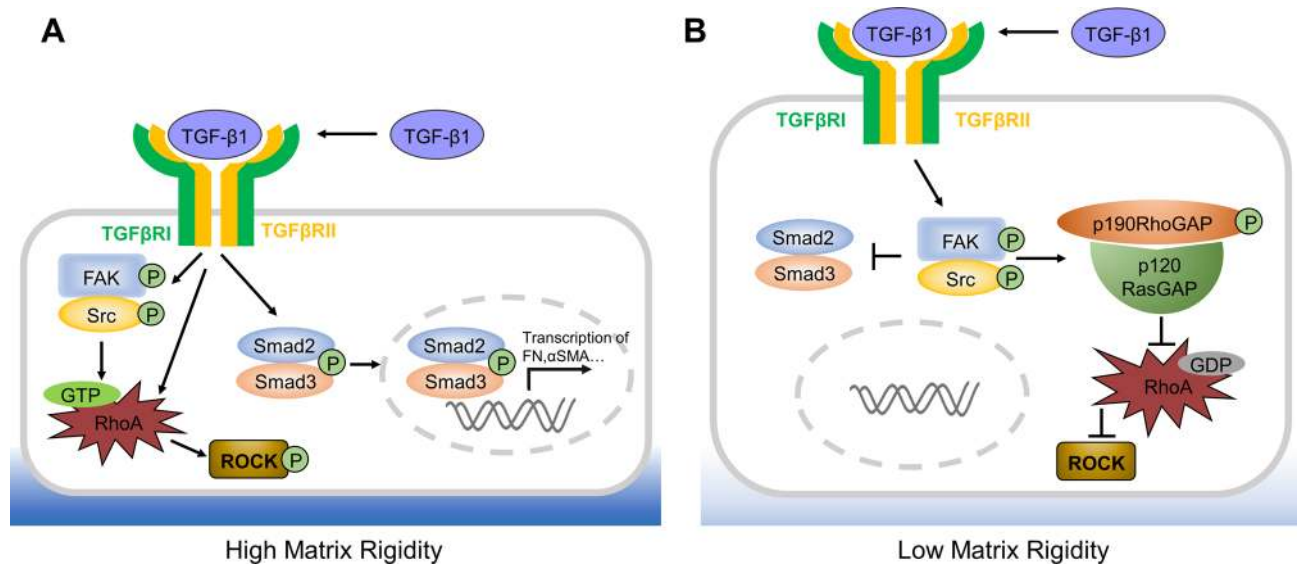 A
TGF-β1
TGF-β1
TGFβRI
TGFβRII
FAK
P
Src
P
GTP
RhoA
ROCK
P
Smad2
P
Smad3
Smad2
P
Smad3
Transcription of
FN,αSMA...
High Matrix Rigidity
B
TGF-β1
TGF-β1
TGFβRI
TGFβRII
Smad2
Smad3
FAK
P
Src
P
p190RhoGAP
P
p120
RasGAP
GDP
RhoA
ROCK
Low Matrix Rigidity